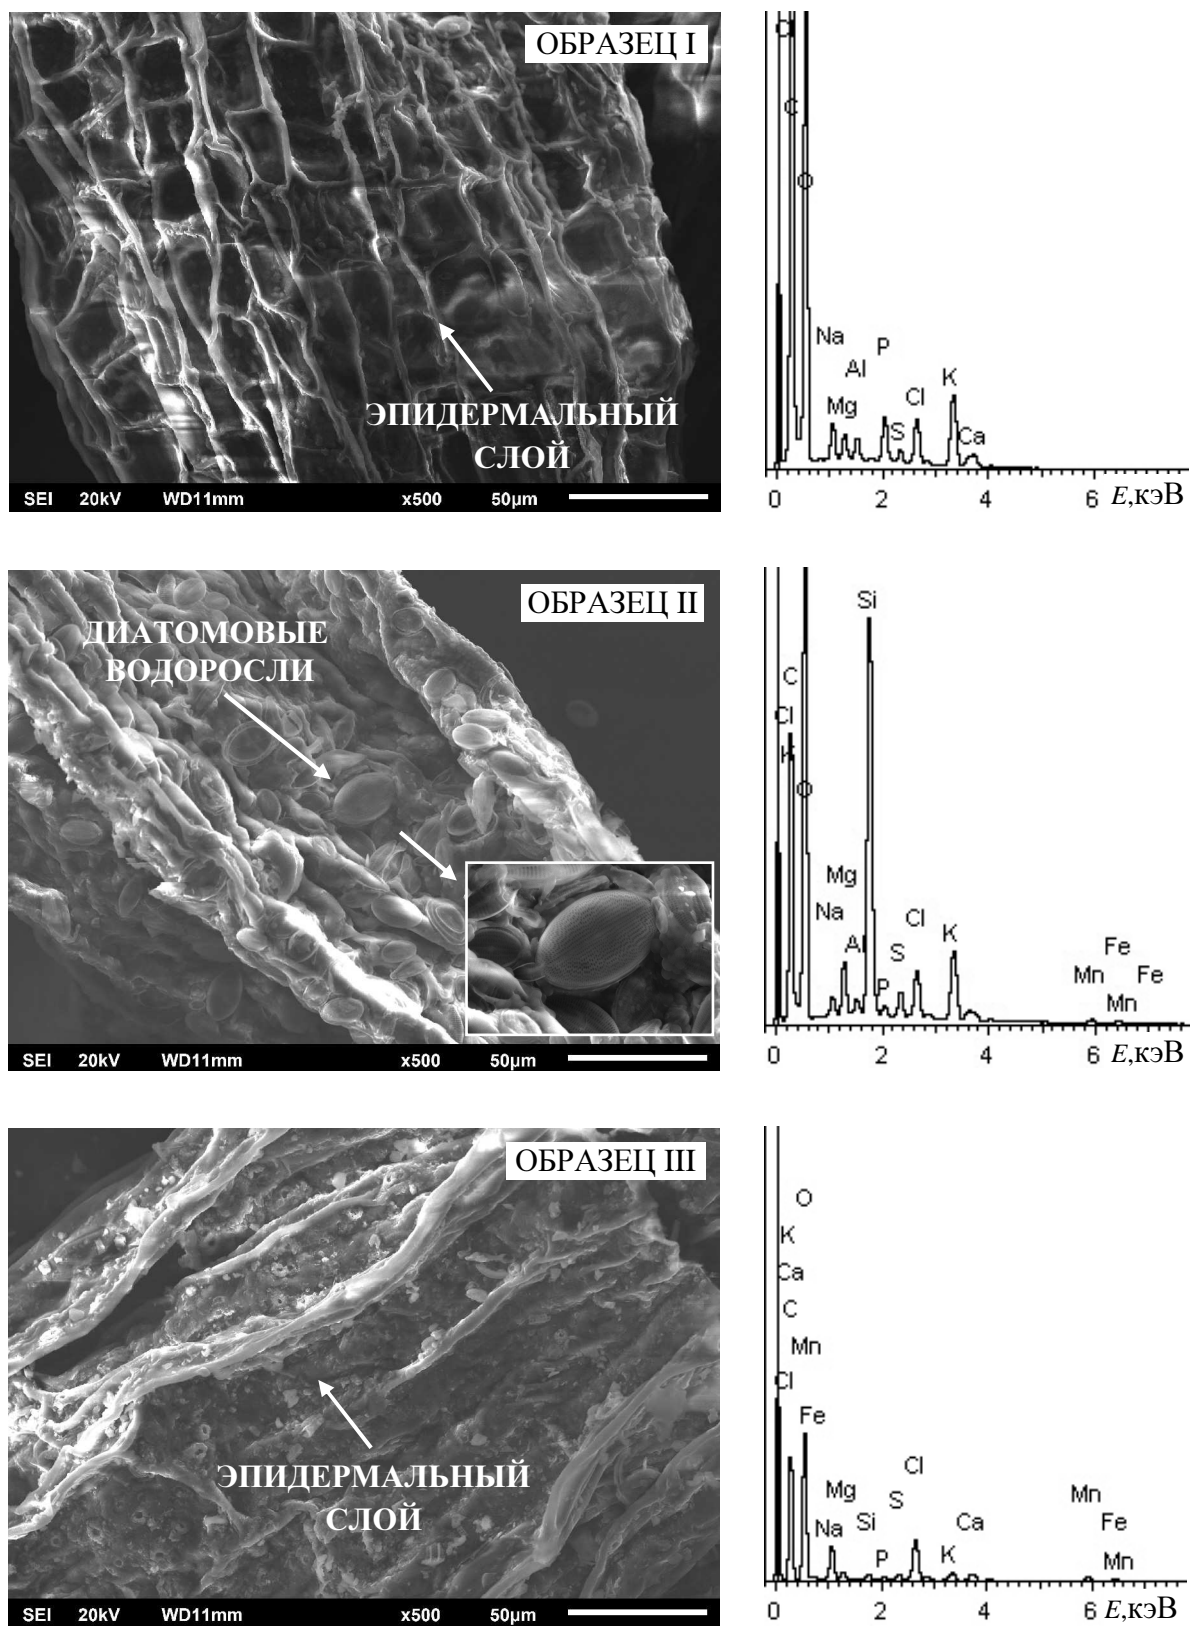 ОБРАЗЕЦ I
ЭПИДЕРМАЛЬНЫЙ
СЛОЙ
SEI 20kV WD11mm x500 50µm
Cl
C
O
Na
Al
Mg
P
S
Cl
K
Ca
0 2 4 6 E,кэВ
ОБРАЗЕЦ II
ДИАТОМОВЫЕ
ВОДОРОСЛИ
SEI 20kV WD11mm x500 50µm
Si
C
Cl
K
O
Mg
Na
Al
P
S
Cl
K
Fe
Mn Fe
Mn
0 2 4 6 E,кэВ
ОБРАЗЕЦ III
ЭПИДЕРМАЛЬНЫЙ
СЛОЙ
SEI 20kV WD11mm x500 50µm
O
K
Ca
C
Mn
Cl
Fe
Cl
Mg
S
Mn
Na
Si
Ca
Fe
P
K
Mn
0 2 4 6 E,кэВ